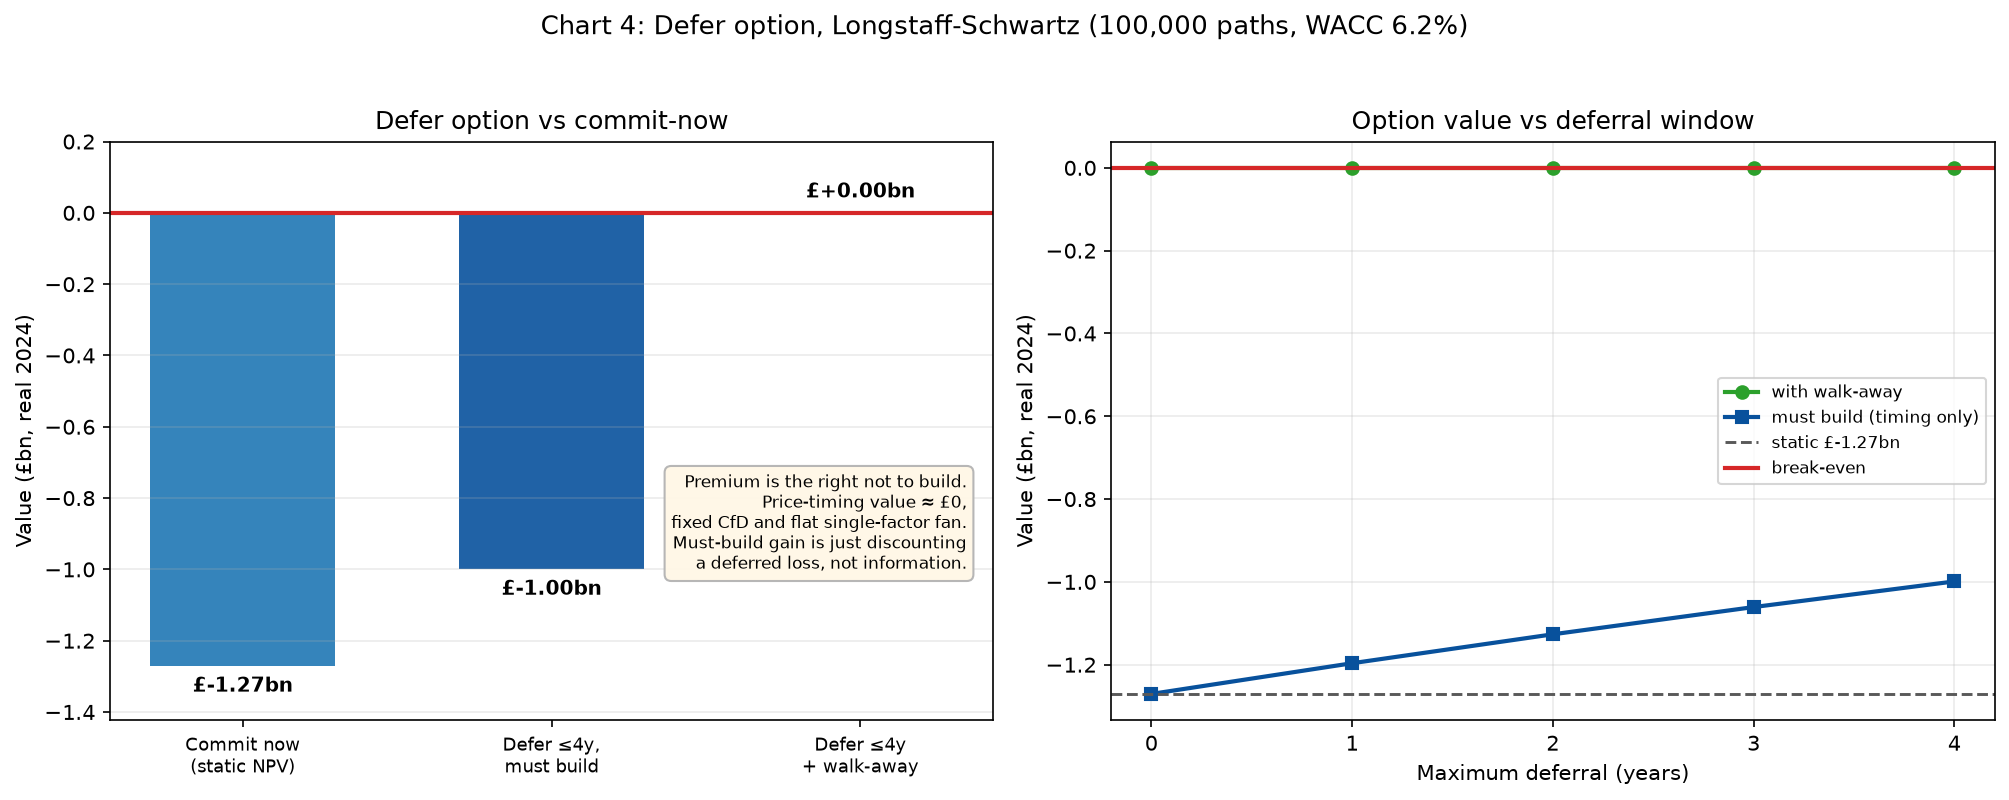 Chart 4: Defer option, Longstaff-Schwartz (100,000 paths, WACC 6.2%)
Defer option vs commit-now
Value (£bn, real 2024)
0.2
0.0
−0.2
−0.4
−0.6
−0.8
−1.0
−1.2
−1.4
£-1.27bn
£-1.00bn
£+0.00bn
Premium is the right not to build.
Price-timing value ≈ £0,
fixed CfD and flat single-factor fan.
Must-build gain is just discounting
a deferred loss, not information.
Commit now
(static NPV)
Defer ≤4y,
must build
Defer ≤4y
+ walk-away
Option value vs deferral window
Value (£bn, real 2024)
0.0
−0.2
−0.4
−0.6
−0.8
−1.0
−1.2
with walk-away
must build (timing only)
static £-1.27bn
break-even
0 1 2 3 4
Maximum deferral (years)